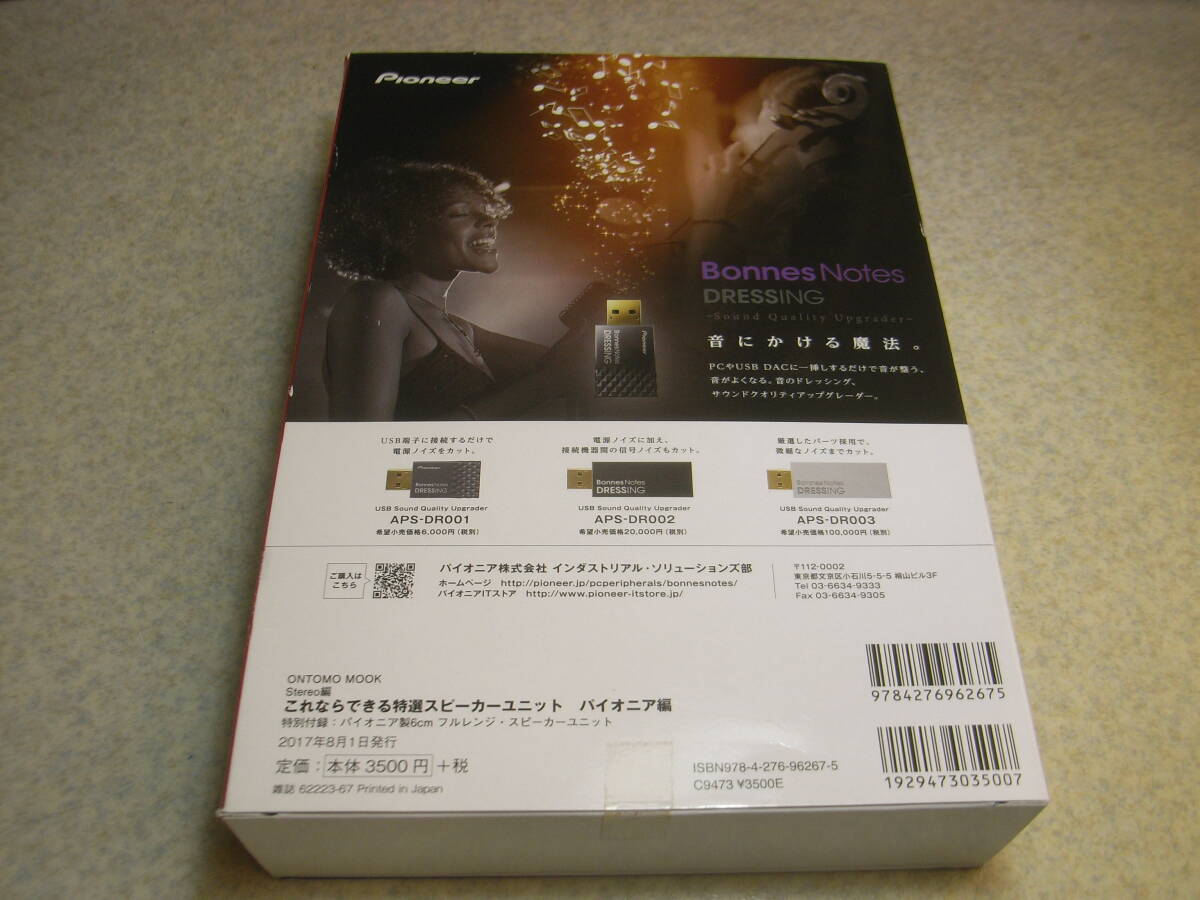 Pioneer
Bonnes Notes
DRESSING
-Sound Quality Upgrader-
音にかける魔法。
PCやUSB DACに一挿しするだけで音が整う、
音がよくなる。音のドレッシング、
サウンドクオリティアップグレーダー。
Pioneer
BonnesNotes
DRESSING
USB端子に接続するだけで
電源ノイズをカット。
Pioneer
BonnesNotes
DRESSING
USB Sound Quality Upgrader
APS-DR001
希望小売価格6,000円(税別)
電源ノイズに加え、
接続機器間の信号ノイズもカット。
BonnesNotes
DRESSING
USB Sound Quality Upgrader
APS-DR002
希望小売価格20,000円(税別)
厳選したパーツ採用で、
微細なノイズまでカット。
BonnesNotes
DRESSING
USB Sound Quality Upgrader
APS-DR003
希望小売価格100,000円(税別)
ご購入は
こちら
パイオニア株式会社 インダストリアル・ソリューションズ部
ホームページ http://pioneer.jp/pcperipherals/bonnesnotes/
パイオニアITストア http://www.pioneer-itstore.jp/
〒112-0002
東京都文京区小石川5-5-5 楠山ビル3F
Tel 03-6634-9333
Fax 03-6634-9305
9784276962675
ONTOMO MOOK
Stereo編
これならできる特選スピーカーユニット パイオニア編
特別付録：パイオニア製6cm フルレンジ・スピーカーユニット
2017年8月1日発行
定価：本体 3500 円 +税
雑誌 62223-67 Printed in Japan
ISBN978-4-276-96267-5
C9473 ¥3500E
1929473035007